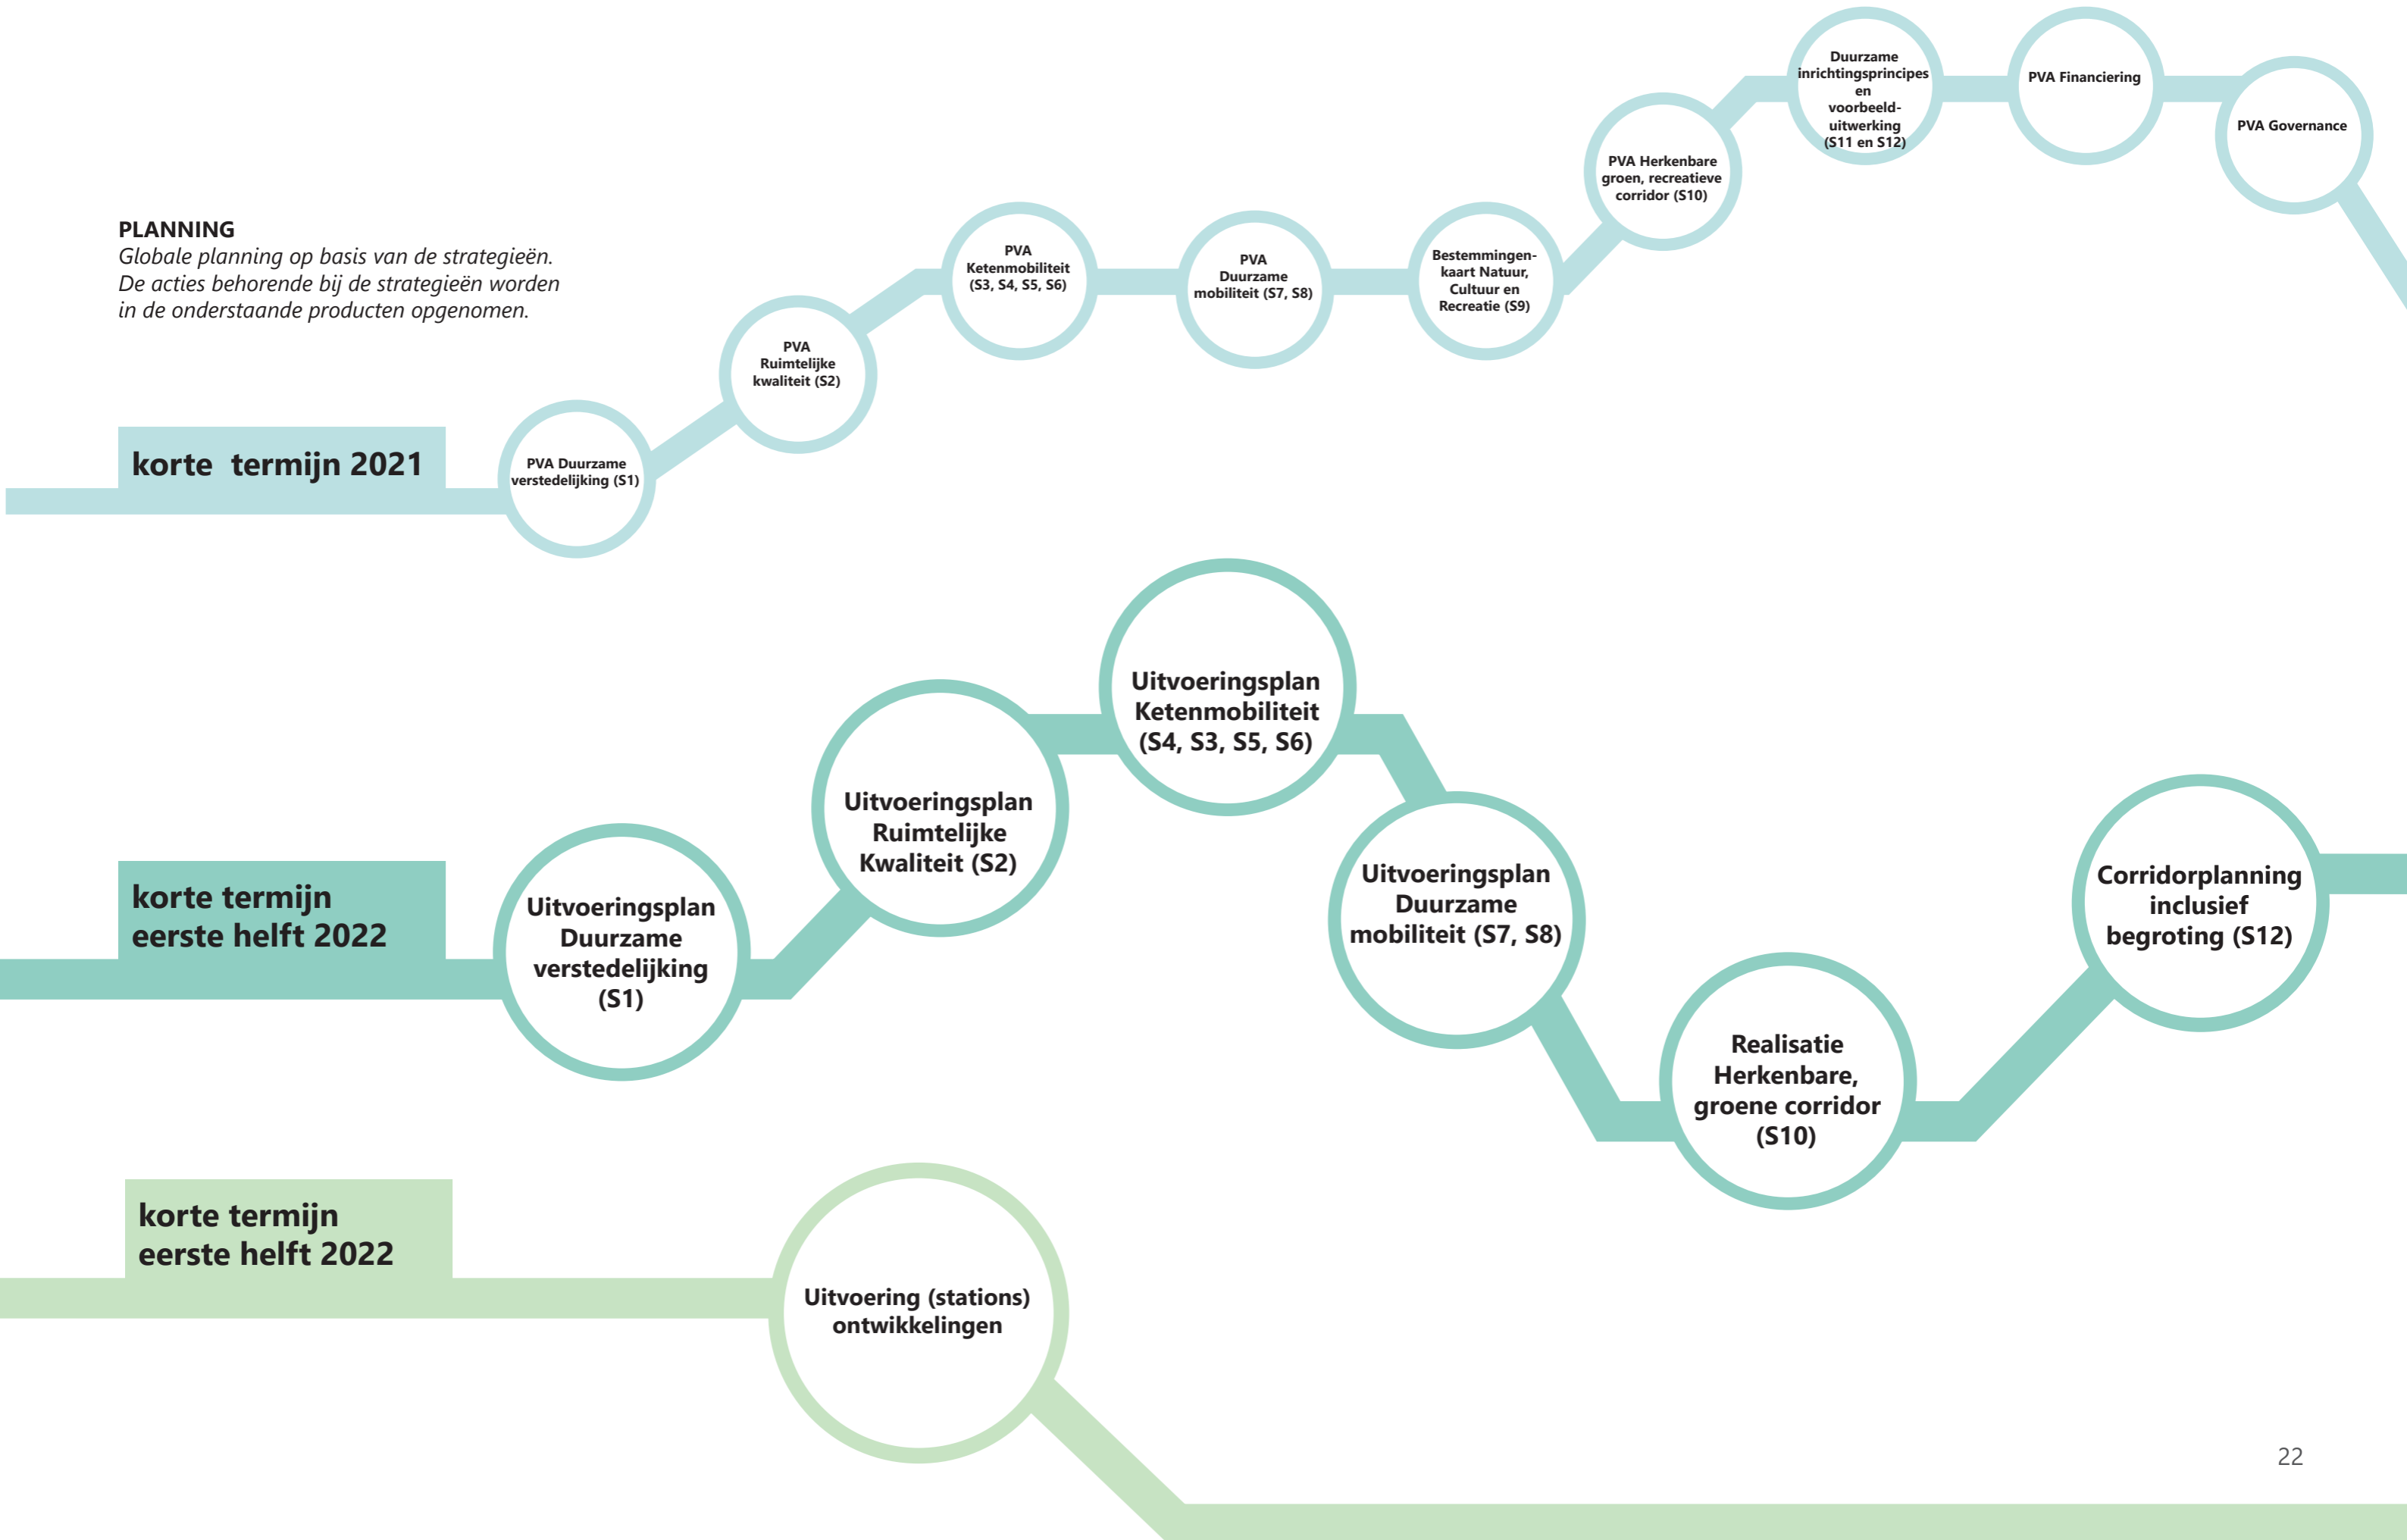 PLANNING
Globale planning op basis van de strategieën.
De acties behorende bij de strategieën worden
in de onderstaande producten opgenomen.
korte termijn 2021
PVA Duurzame
verstedelijking (S1)
PVA
Ruimtelijke
kwaliteit (S2)
PVA
Ketenmobiliteit
(S3, S4, S5, S6)
PVA
Duurzame
mobiliteit (S7, S8)
Bestemmingen-
kaart Natuur,
Cultuur en
Recreatie (S9)
PVA Herkenbare
groen, recreatieve
corridor (S10)
Duurzame
inrichtingsprincipes
en
voorbeeld-
uitwerking
(S11 en S12)
PVA Financiering
PVA Governance
korte termijn
eerste helft 2022
Uitvoeringsplan
Duurzame
verstedelijking
(S1)
Uitvoeringsplan
Ruimtelijke
Kwaliteit (S2)
Uitvoeringsplan
Ketenmobiliteit
(S4, S3, S5, S6)
Uitvoeringsplan
Duurzame
mobiliteit (S7, S8)
Realisatie
Herkenbare,
groene corridor
(S10)
Corridorplanning
inclusief
begroting (S12)
korte termijn
eerste helft 2022
Uitvoering (stations)
ontwikkelingen
22